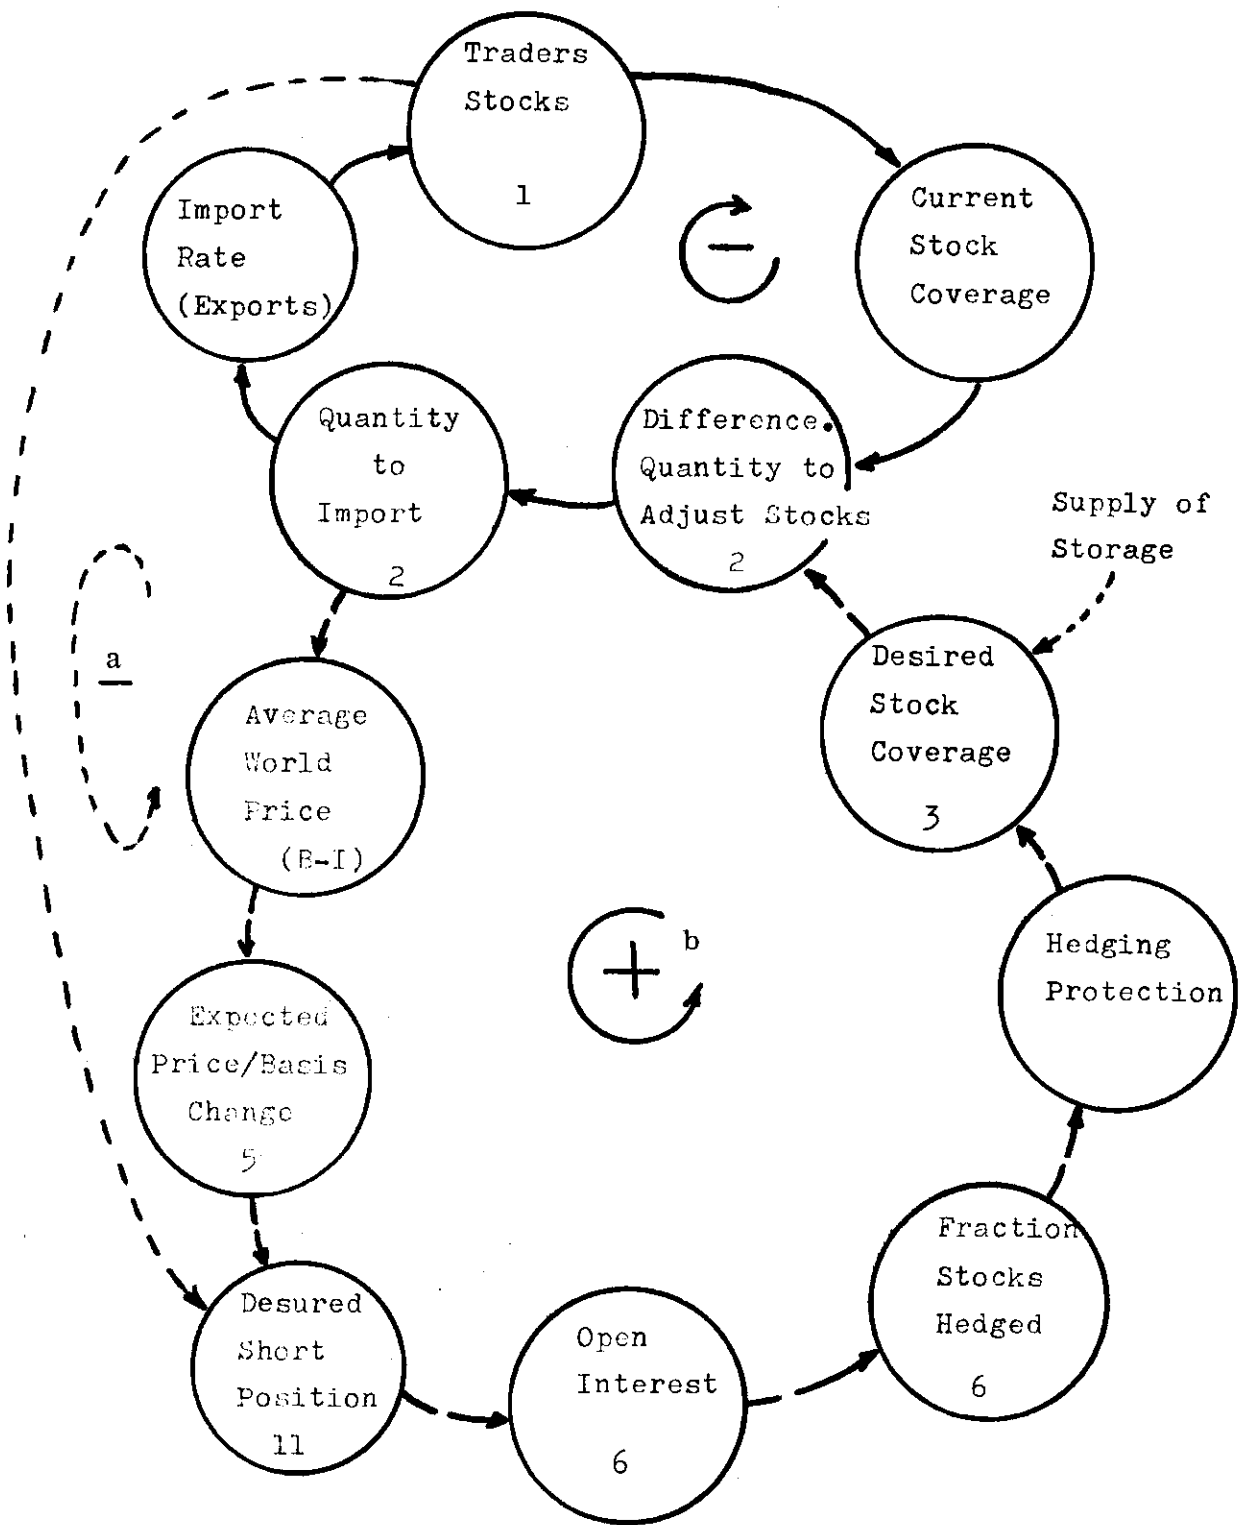 Traders
Stocks
1
Import
Rate
(Exports)
Current
Stock
Coverage
−
Quantity
to
Import
2
Difference.
Quantity to
Adjust Stocks
2
Supply of
Storage
a
Desired
Stock
Coverage
3
Average
World
Price
(B-I)
+
b
Hedging
Protection
Expected
Price/Basis
Change
5
Fraction
Stocks
Hedged
6
Desured
Short
Position
11
Open
Interest
6